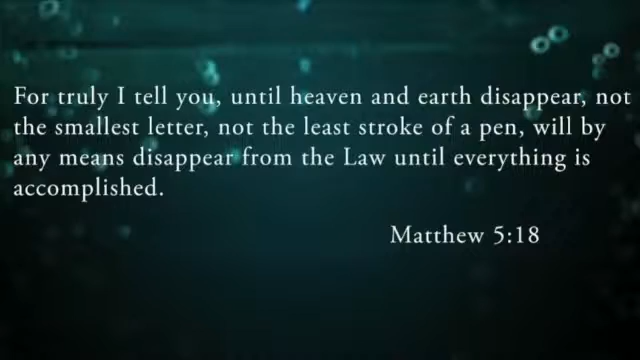 For truly I tell you, until heaven and earth disappear, not
the smallest letter, not the least stroke of a pen, will by
any means disappear from the Law until everything is
accomplished.
Matthew 5:18